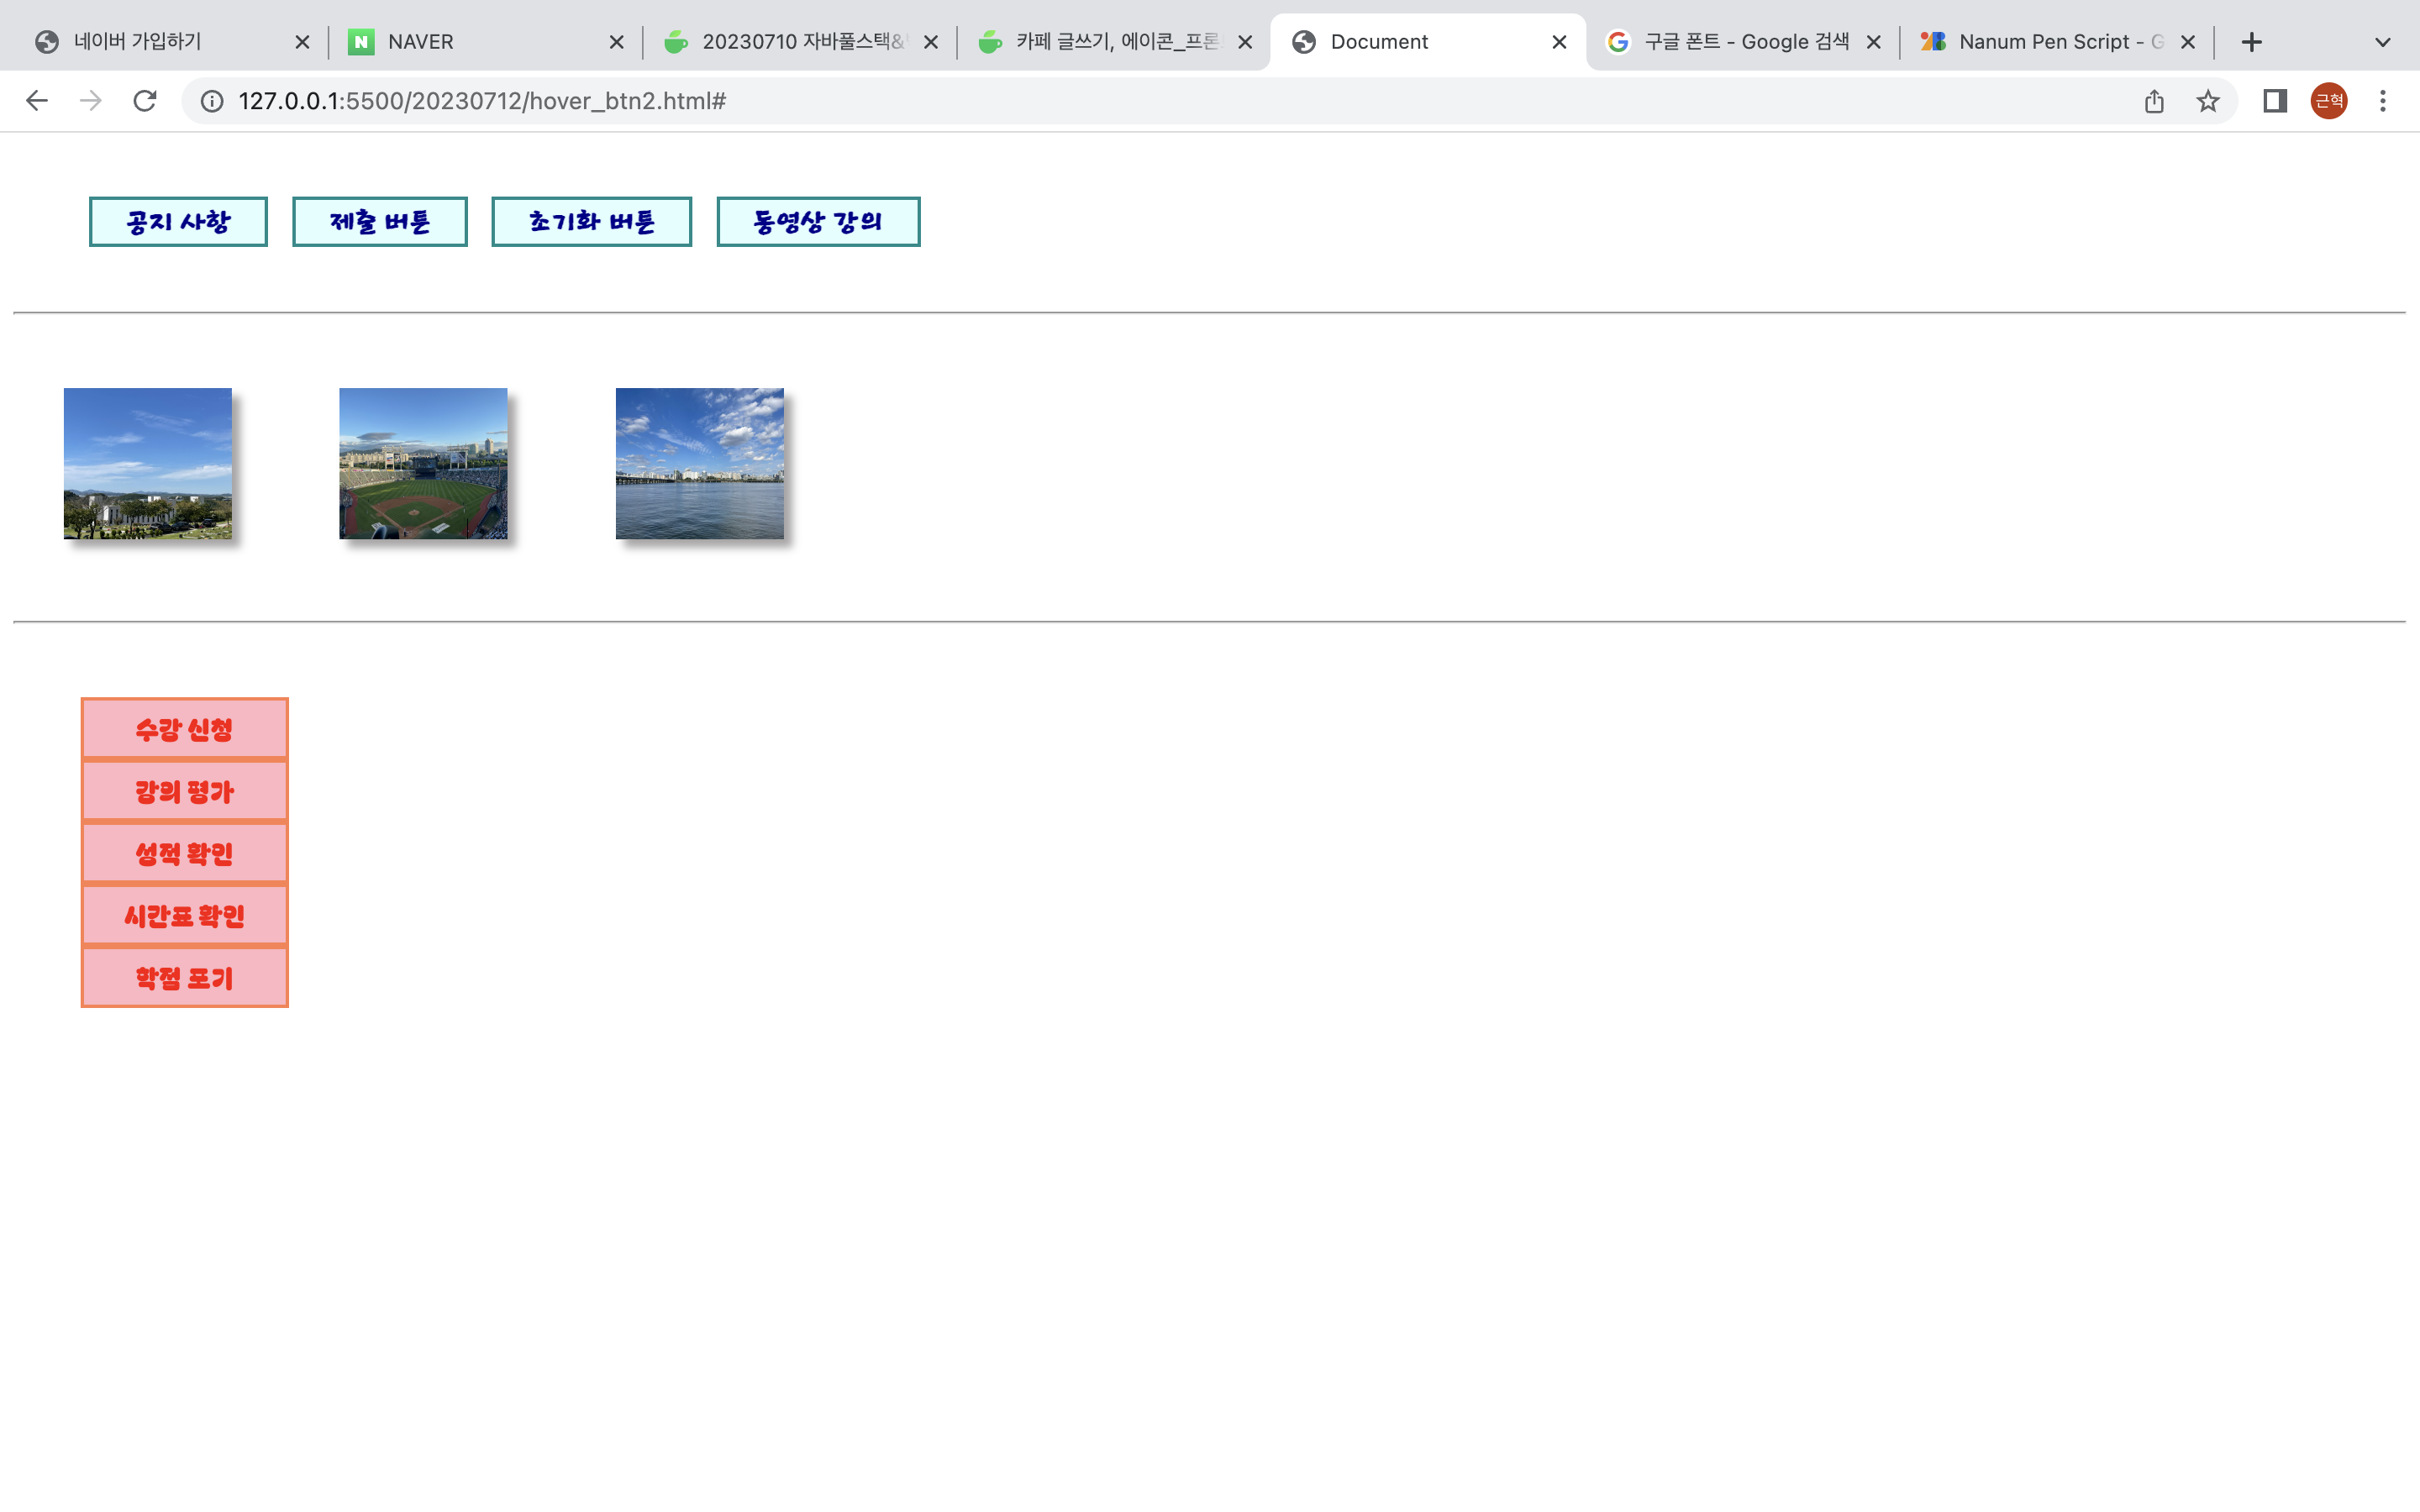 네이버 가입하기
NAVER
20230710 자바풀스택&
카페 글쓰기, 에이콘_프론
Document
구글 폰트 - Google 검색
Nanum Pen Script - G
127.0.0.1:5500/20230712/hover_btn2.html#
근혁
공지 사항 제출 버튼 초기화 버튼 동영상 강의
수강 신청
강의 평가
성적 확인
시간표 확인
학점 포기